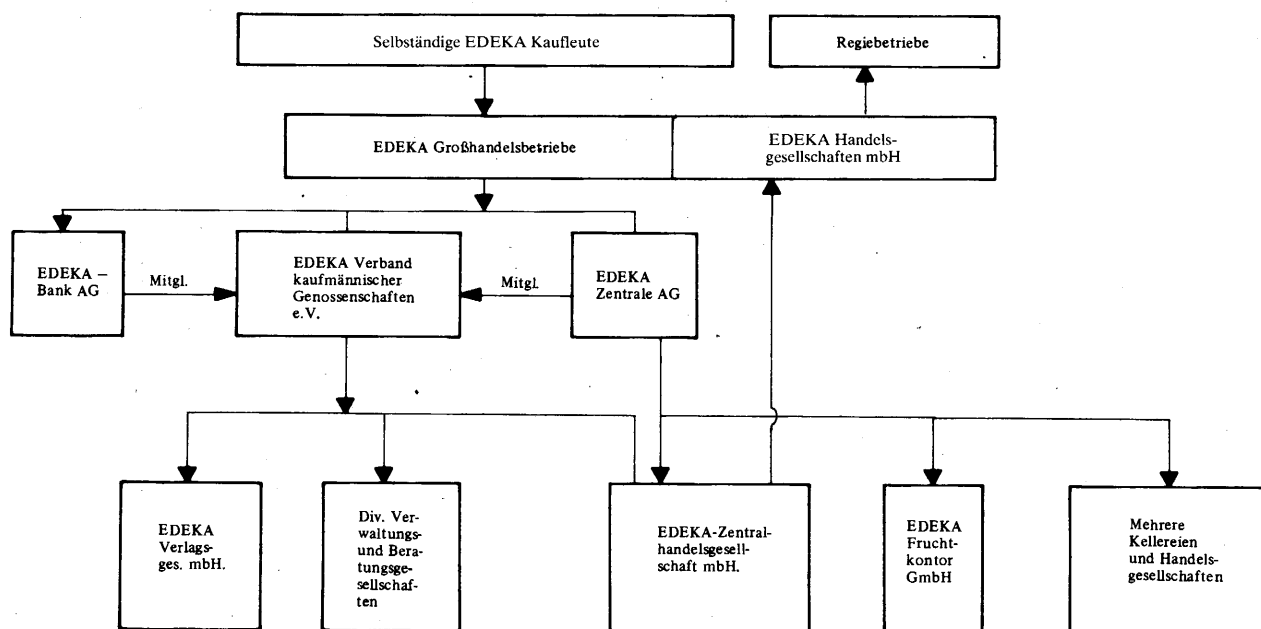 Selbständige EDEKA Kaufleute
Regiebetriebe
EDEKA Großhandelsbetriebe
EDEKA Handels-
gesellschaften mbH
EDEKA –
Bank AG
Mitgl.
EDEKA Verband
kaufmännischer
Genossenschaften
e.V.
Mitgl.
EDEKA
Zentrale AG
EDEKA
Verlags-
ges. mbH.
Div. Ver-
waltungs-
und Bera-
tungsge-
sellschaf-
ten
EDEKA-Zentral-
handelsgesell-
schaft mbH.
EDEKA
Frucht-
kontor
GmbH
Mehrere
Kellereien
und Handels-
gesellschaften